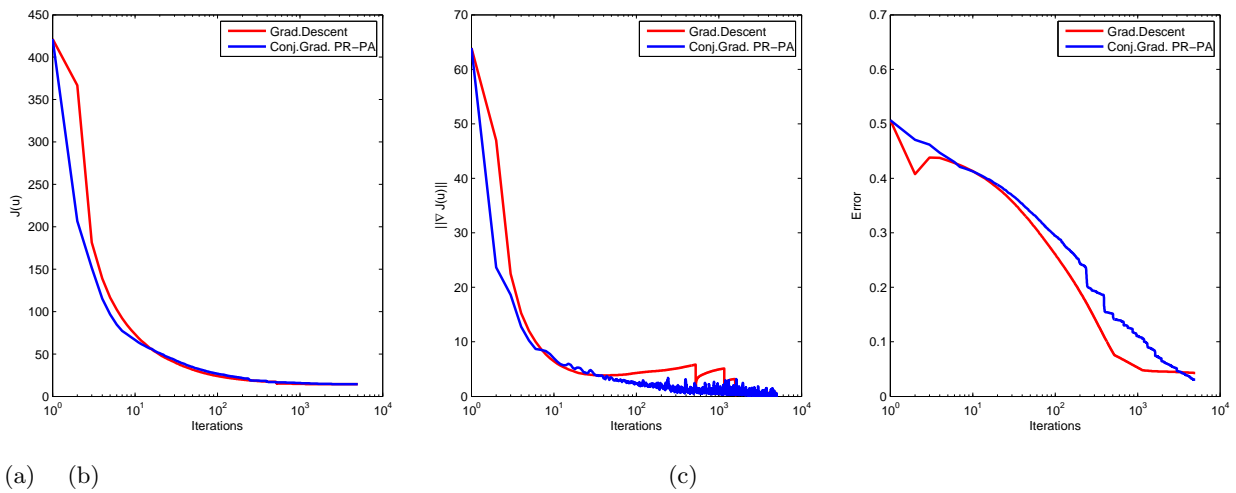 450
400
350
300
250
200
150
100
50
0
J(u)
10^0 10^1 10^2 10^3 10^4
Iterations
Grad.Descent
Conj.Grad. PR−PA
70
60
50
40
30
20
10
0
||∇ J(u)||
10^0 10^1 10^2 10^3 10^4
Iterations
Grad.Descent
Conj.Grad. PR−PA
0.7
0.6
0.5
0.4
0.3
0.2
0.1
0
Error
10^0 10^1 10^2 10^3 10^4
Iterations
Grad.Descent
Conj.Grad. PR−PA
(a) (b) (c)